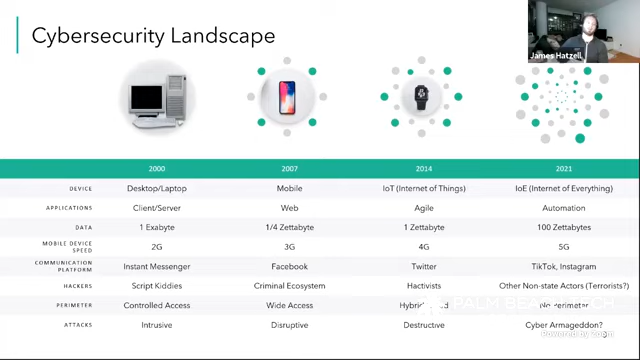 Cybersecurity Landscape
James Hatzell
2000 2007 2014 2021
DEVICE Desktop/Laptop Mobile IoT (Internet of Things) IoE (Internet of Everything)
APPLICATIONS Client/Server Web Agile Automation
DATA 1 Exabyte 1/4 Zettabyte 1 Zettabyte 100 Zettabytes
MOBILE DEVICE SPEED 2G 3G 4G 5G
COMMUNICATION PLATFORM Instant Messenger Facebook Twitter TikTok, Instagram
HACKERS Script Kiddies Criminal Ecosystem Hactivists Other Non-state Actors (Terrorists?)
PERIMETER Controlled Access Wide Access No Perimeter
PALM BEACH TECH
ATTACKS Intrusive Disruptive Destructive Cyber Armageddon?
Powered by Zoom